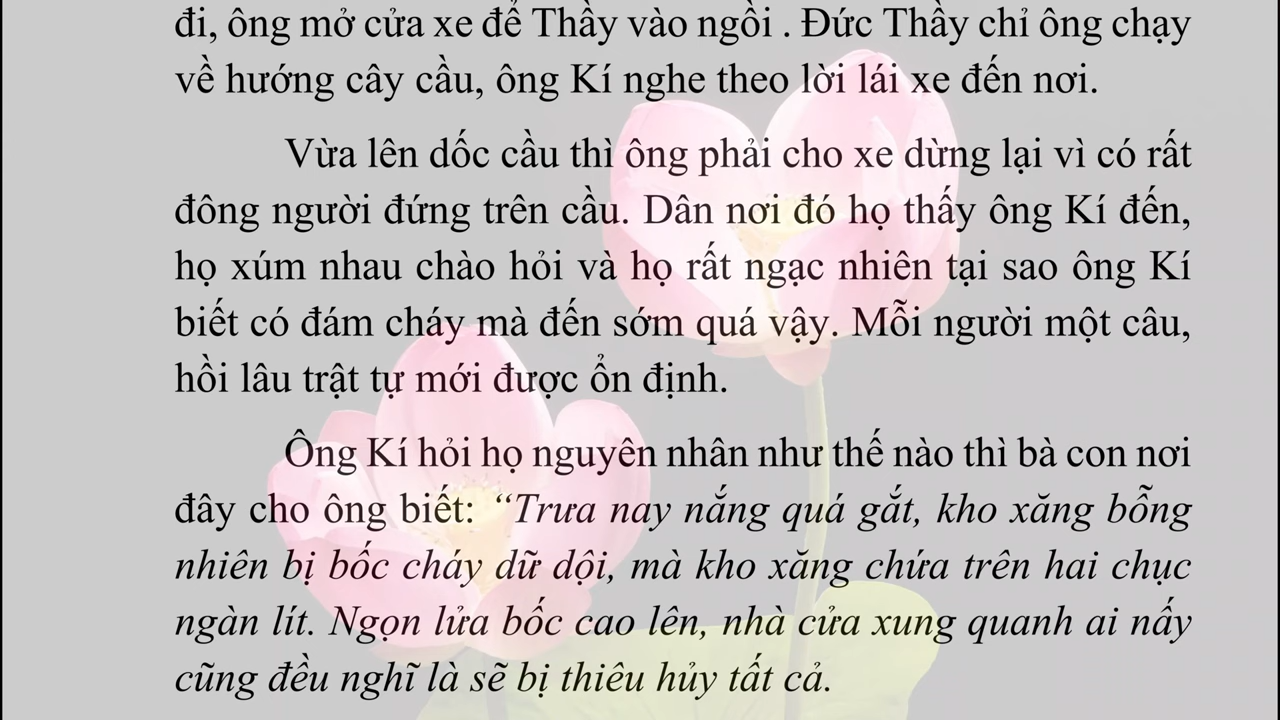 đi, ông mở cửa xe để Thầy vào ngồi . Đức Thầy chỉ ông chạy
về hướng cây cầu, ông Kí nghe theo lời lái xe đến nơi.
Vừa lên dốc cầu thì ông phải cho xe dừng lại vì có rất
đông người đứng trên cầu. Dân nơi đó họ thấy ông Kí đến,
họ xúm nhau chào hỏi và họ rất ngạc nhiên tại sao ông Kí
biết có đám cháy mà đến sớm quá vậy. Mỗi người một câu,
hồi lâu trật tự mới được ổn định.
Ông Kí hỏi họ nguyên nhân như thế nào thì bà con nơi
đây cho ông biết: “Trưa nay nắng quá gắt, kho xăng bỗng
nhiên bị bốc cháy dữ dội, mà kho xăng chứa trên hai chục
ngàn lít. Ngọn lửa bốc cao lên, nhà cửa xung quanh ai nấy
cũng đều nghĩ là sẽ bị thiêu hủy tất cả.